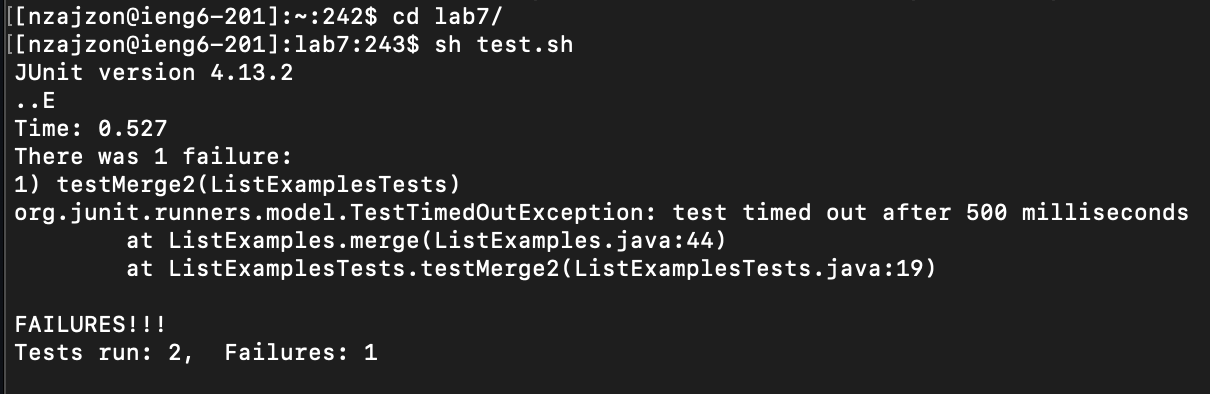 [[nzajzon@ieng6-201]:~:242$ cd lab7/
[[nzajzon@ieng6-201]:lab7:243$ sh test.sh
JUnit version 4.13.2
..E
Time: 0.527
There was 1 failure:
1) testMerge2(ListExamplesTests)
org.junit.runners.model.TestTimedOutException: test timed out after 500 milliseconds
        at ListExamples.merge(ListExamples.java:44)
        at ListExamplesTests.testMerge2(ListExamplesTests.java:19)

FAILURES!!!
Tests run: 2,  Failures: 1